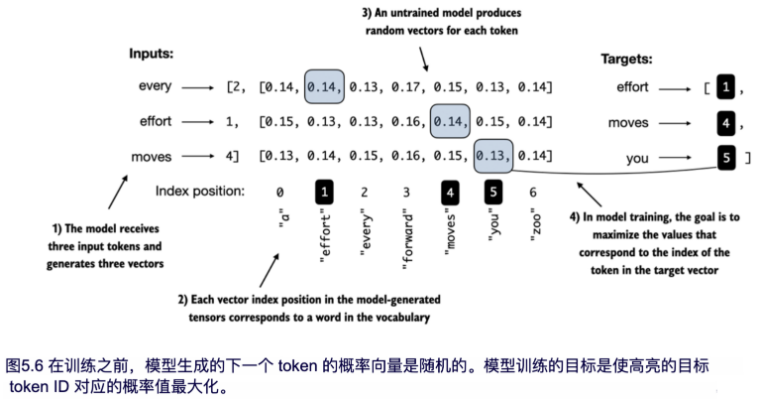 3) An untrained model produces
random vectors for each token
Inputs:
Targets:
every [2, [0.14, 0.14, 0.13, 0.17, 0.15, 0.13, 0.14] effort [ 1 ,
effort 1, [0.15, 0.13, 0.13, 0.16, 0.14, 0.15, 0.14] moves 4 ,
moves 4] [0.13, 0.14, 0.15, 0.16, 0.15, 0.13, 0.14] you 5 ]
Index position: 0 1 2 3 4 5 6
"a" "effort" "every" "forward" "moves" "you" "zoo"
1) The model receives
three input tokens and
generates three vectors
4) In model training, the goal is to
maximize the values that
correspond to the index of the
token in the target vector
2) Each vector index position in the model-generated
tensors corresponds to a word in the vocabulary
图5.6 在训练之前，模型生成的下一个 token 的概率向量是随机的。模型训练的目标是使高亮的目标
token ID 对应的概率值最大化。